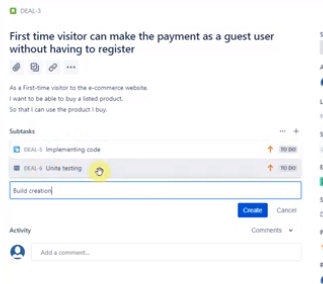 DEAL-3
First time visitor can make the payment as a guest user
without having to register
As a First-time visitor to the e-commerce website.
I want to be able to buy a listed product.
So that I can use the product I buy.
Subtasks
DEAL-5 Implementing code TO DO
DEAL-6 Unite testing TO DO
Build creation
Create Cancel
Activity Comments
Add a comment...